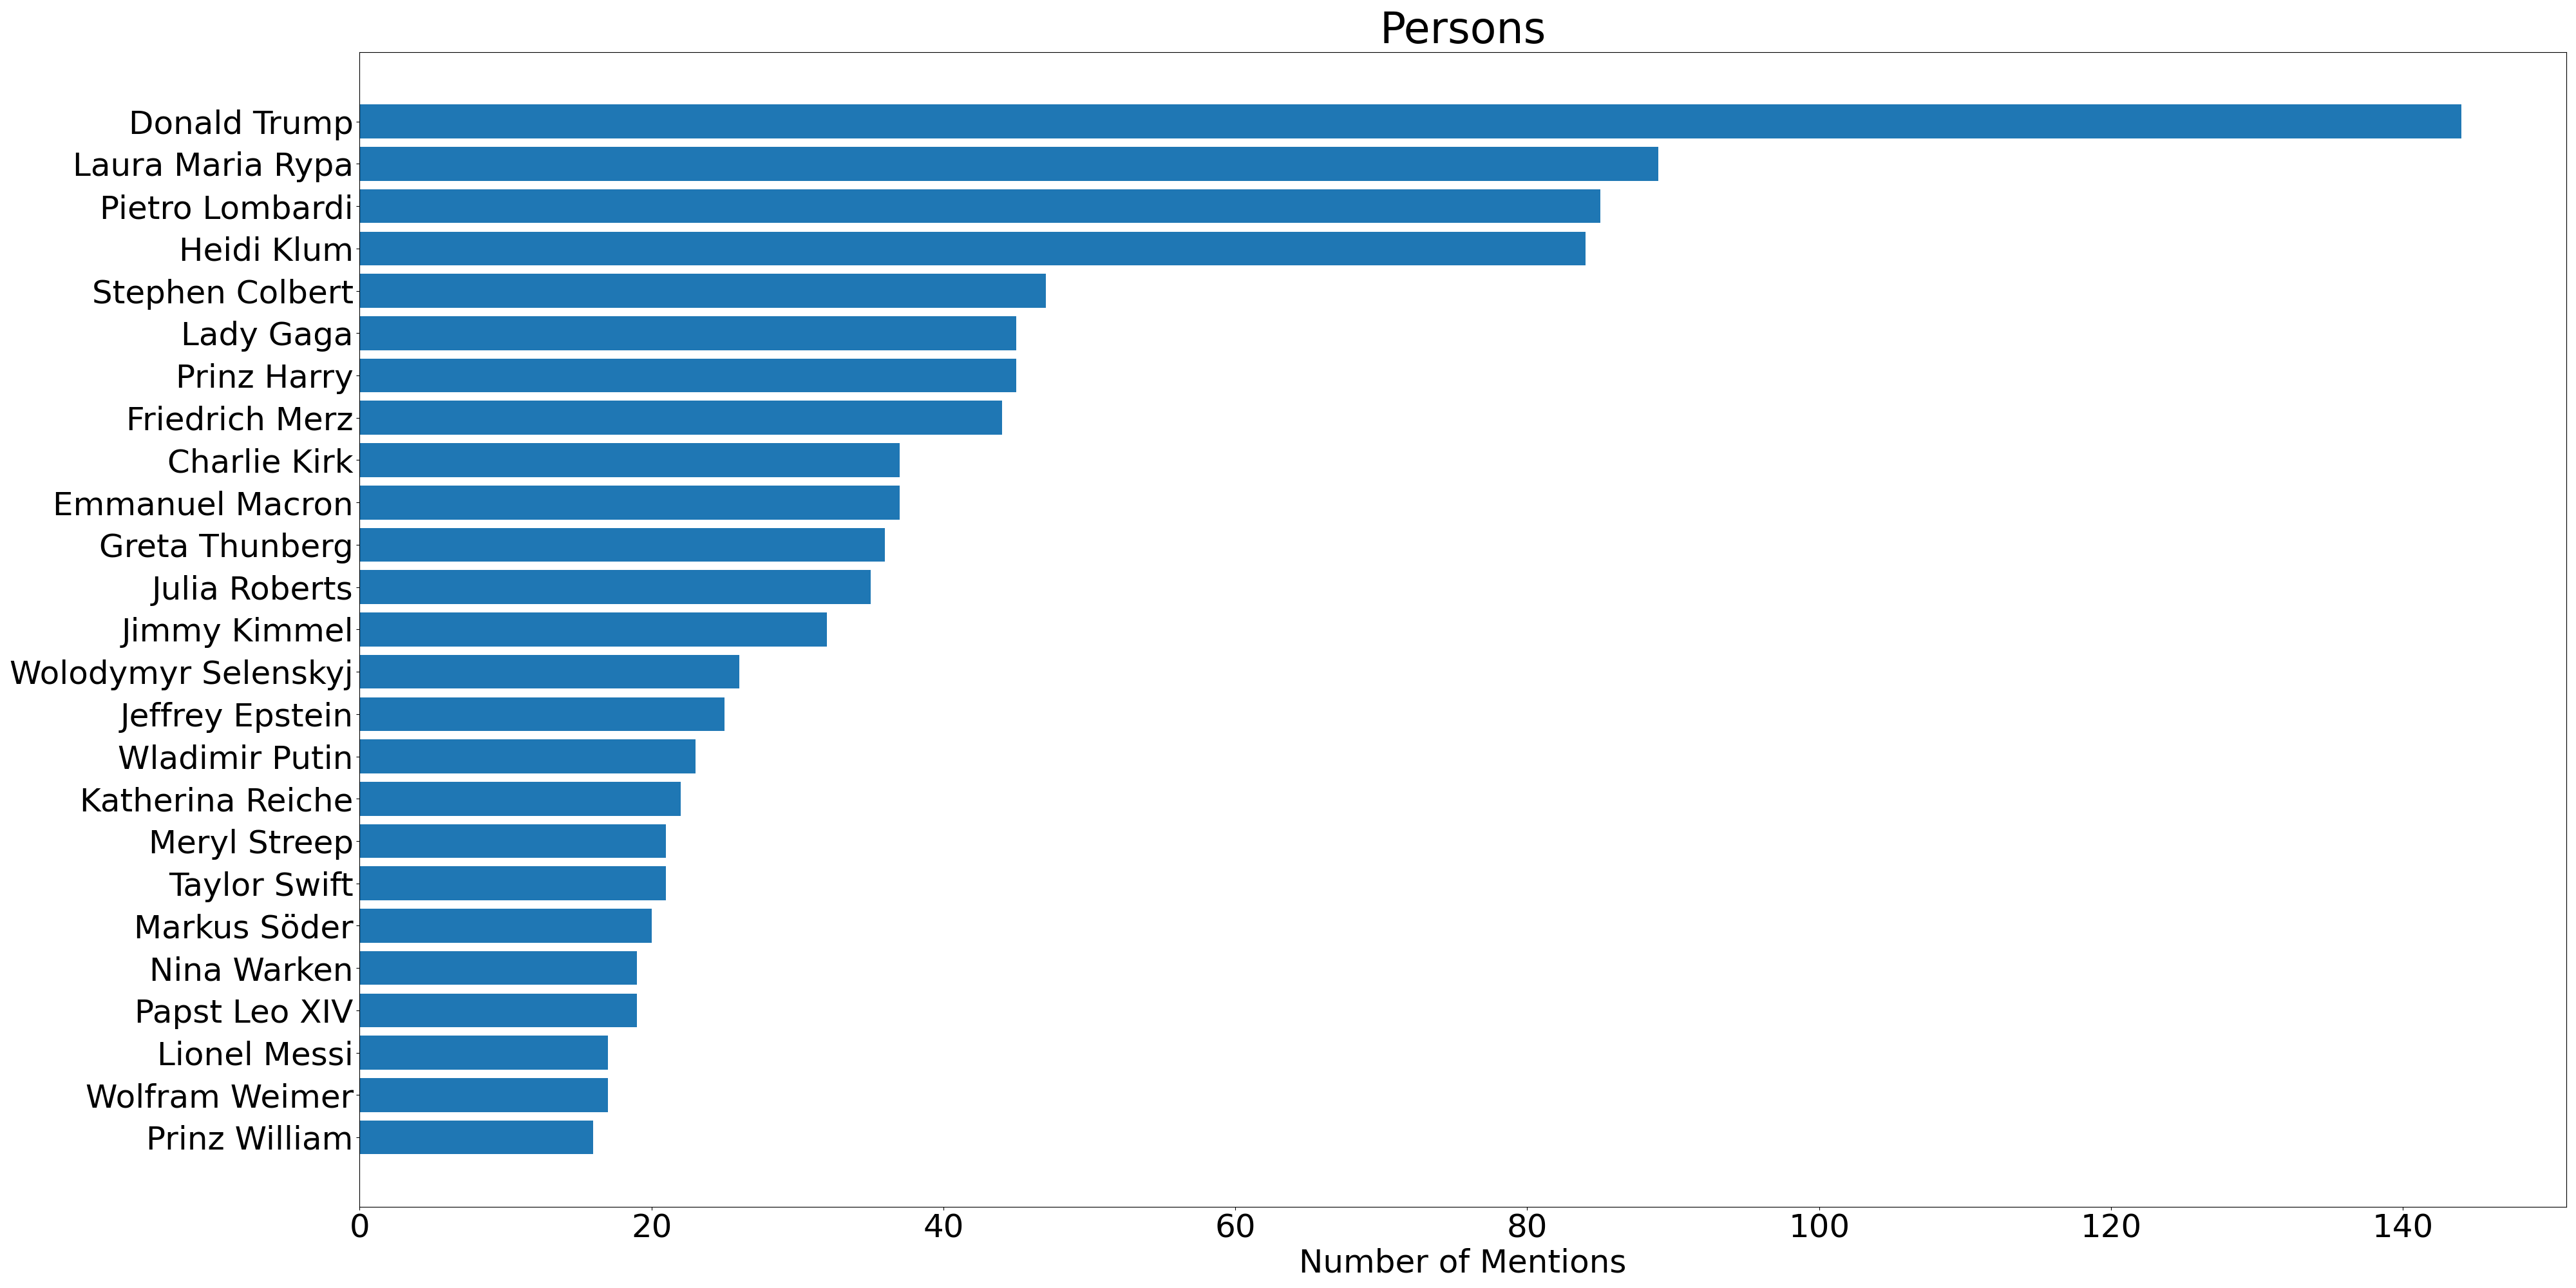 Persons
Donald Trump
Laura Maria Rypa
Pietro Lombardi
Heidi Klum
Stephen Colbert
Lady Gaga
Prinz Harry
Friedrich Merz
Charlie Kirk
Emmanuel Macron
Greta Thunberg
Julia Roberts
Jimmy Kimmel
Wolodymyr Selenskyj
Jeffrey Epstein
Wladimir Putin
Katherina Reiche
Meryl Streep
Taylor Swift
Markus Söder
Nina Warken
Papst Leo XIV
Lionel Messi
Wolfram Weimer
Prinz William
0 20 40 60 80 100 120 140
Number of Mentions